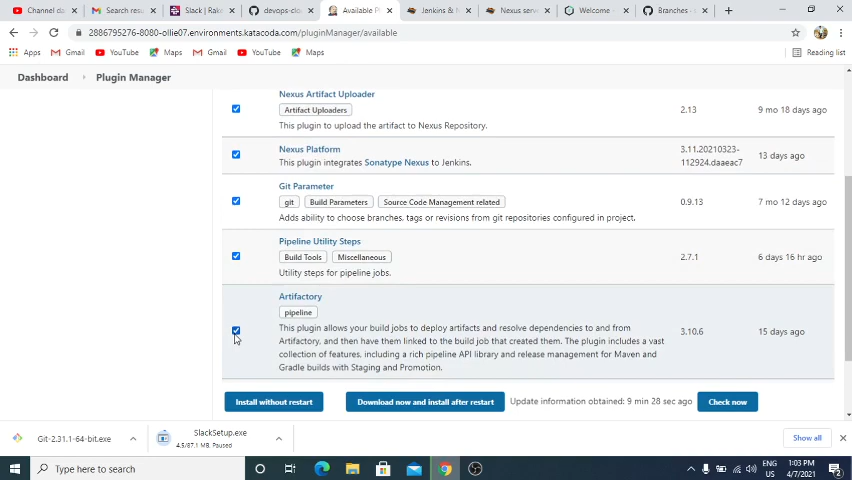 Channel da
Search resu
Slack | Rake
devops-clo
Available P
Jenkins & N
Nexus serv
Welcome -
Branches -
2886795276-8080-ollie07.environments.katacoda.com/pluginManager/available
Apps
Gmail
YouTube
Maps
Gmail
YouTube
Maps
Reading list
Dashboard
Plugin Manager
Nexus Artifact Uploader
Artifact Uploaders
2.13
9 mo 18 days ago
This plugin to upload the artifact to Nexus Repository.
Nexus Platform
This plugin integrates Sonatype Nexus to Jenkins.
3.11.20210323-
112924.daaeac7
13 days ago
Git Parameter
git
Build Parameters
Source Code Management related
0.9.13
7 mo 12 days ago
Adds ability to choose branches, tags or revisions from git repositories configured in project.
Pipeline Utility Steps
Build Tools
Miscellaneous
2.7.1
6 days 16 hr ago
Utility steps for pipeline jobs.
Artifactory
pipeline
This plugin allows your build jobs to deploy artifacts and resolve dependencies to and from
Artifactory, and then have them linked to the build job that created them. The plugin includes a vast
collection of features, including a rich pipeline API library and release management for Maven and
Gradle builds with Staging and Promotion.
3.10.6
15 days ago
Install without restart
Download now and install after restart
Update information obtained: 9 min 28 sec ago
Check now
Git-2.31.1-64-bit.exe
SlackSetup.exe
4.5/87.1 MB, Paused
Show all
Type here to search
ENG
US
1:03 PM
4/7/2021
2